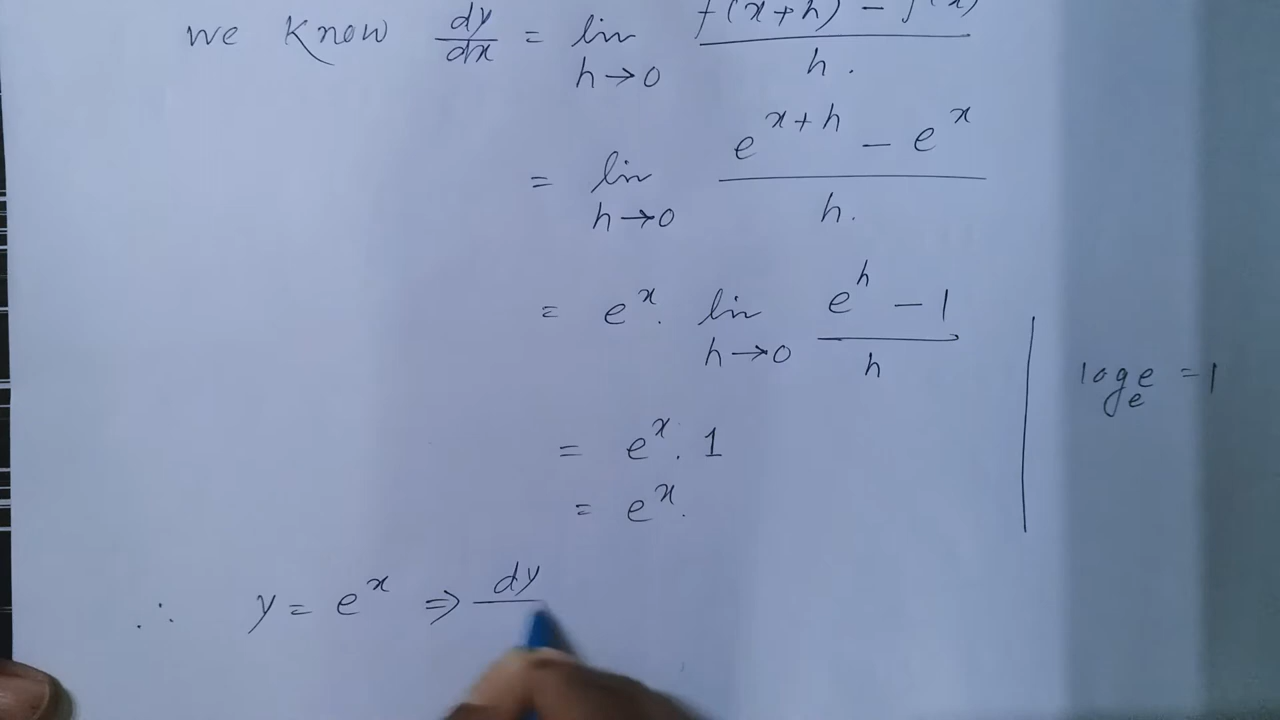 we know dy/dx = lim h→0 f(x+h) - f(x) / h.
= lim h→0 e^(x+h) - e^x / h.
= e^x . lim h→0 e^h - 1 / h
log_e e = 1
= e^x . 1
= e^x.
∴ y = e^x ⇒ dy